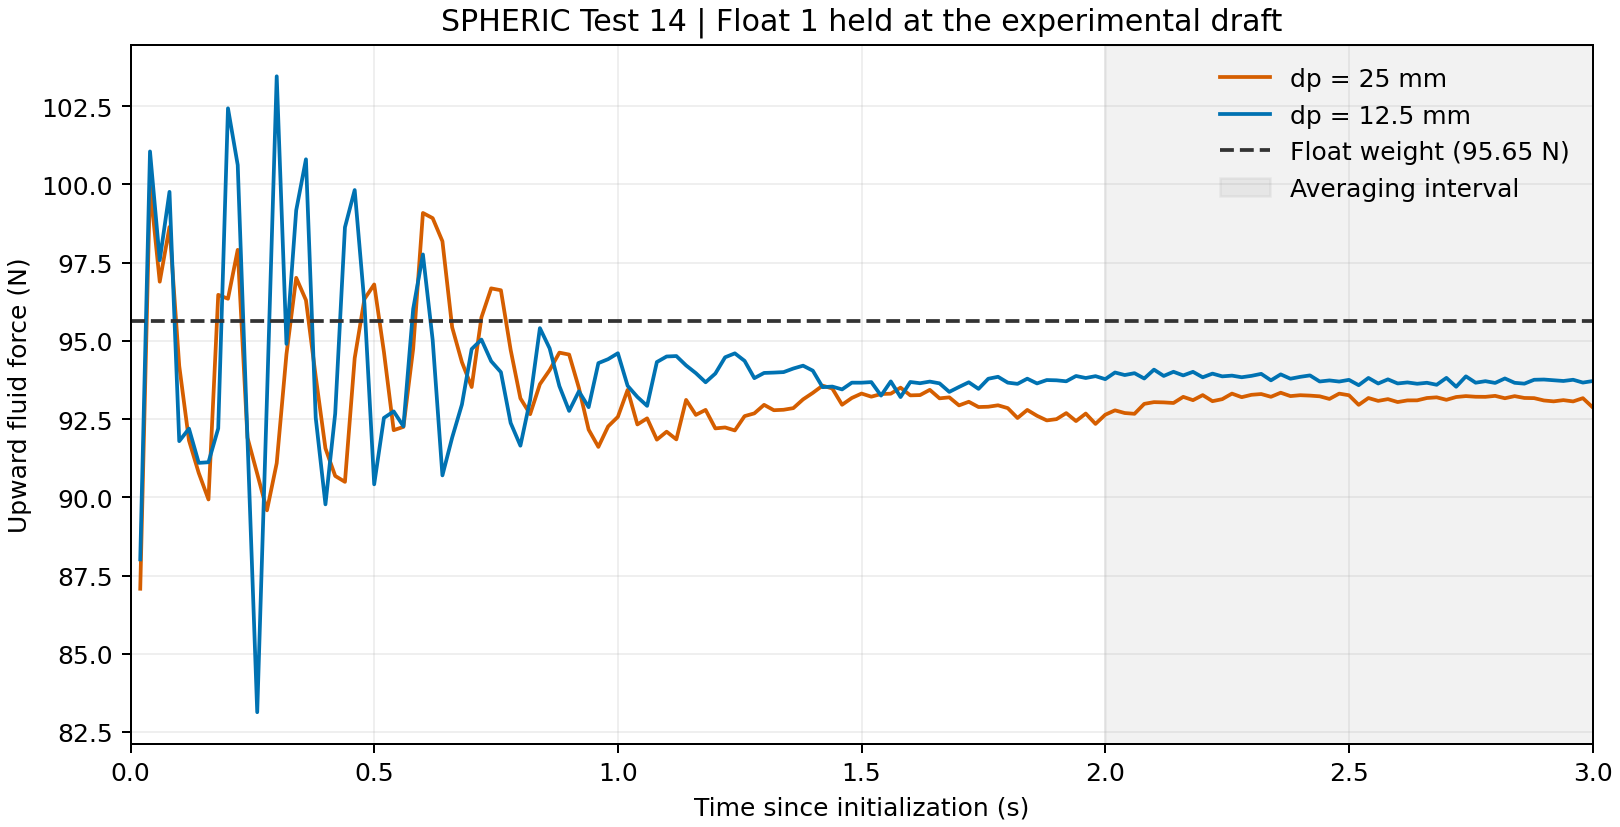 SPHERIC Test 14 | Float 1 held at the experimental draft
dp = 25 mm
dp = 12.5 mm
Float weight (95.65 N)
Averaging interval
Upward fluid force (N)
102.5
100.0
97.5
95.0
92.5
90.0
87.5
85.0
82.5
0.0 0.5 1.0 1.5 2.0 2.5 3.0
Time since initialization (s)